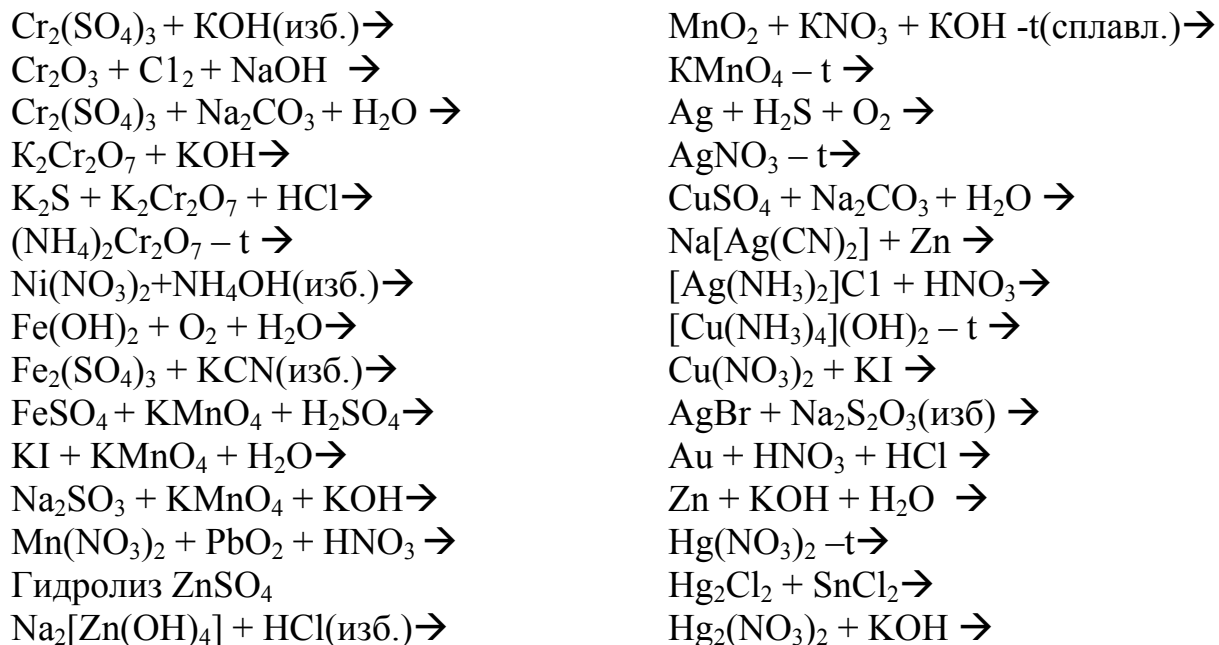 Cr₂(SO₄)₃ + КОН(изб.)→
Cr₂O₃ + C1₂ + NaOH →
Cr₂(SO₄)₃ + Na₂CO₃ + H₂O →
К₂Cr₂O₇ + KOH→
K₂S + K₂Cr₂O₇ + HCl→
(NH₄)₂Cr₂O₇ – t →
Ni(NO₃)₂+NH₄OH(изб.)→
Fe(OH)₂ + O₂ + H₂O→
Fe₂(SO₄)₃ + KCN(изб.)→
FeSO₄ + KMnO₄ + H₂SO₄→
KI + KMnO₄ + H₂O→
Na₂SO₃ + KMnO₄ + KOH→
Mn(NO₃)₂ + PbO₂ + HNO₃ →
Гидролиз ZnSO₄
Na₂[Zn(OH)₄] + HCl(изб.)→
MnO₂ + KNO₃ + KOH -t(сплавл.)→
КMnO₄ – t →
Ag + H₂S + O₂ →
AgNO₃ – t→
CuSO₄ + Na₂CO₃ + H₂O →
Na[Ag(CN)₂] + Zn →
[Ag(NH₃)₂]C1 + HNO₃→
[Cu(NH₃)₄](OH)₂ – t →
Cu(NO₃)₂ + KI →
AgBr + Na₂S₂O₃(изб) →
Au + HNO₃ + HCl →
Zn + KOH + H₂O →
Hg(NO₃)₂ –t→
Hg₂Cl₂ + SnCl₂→
Hg₂(NO₃)₂ + KOH →